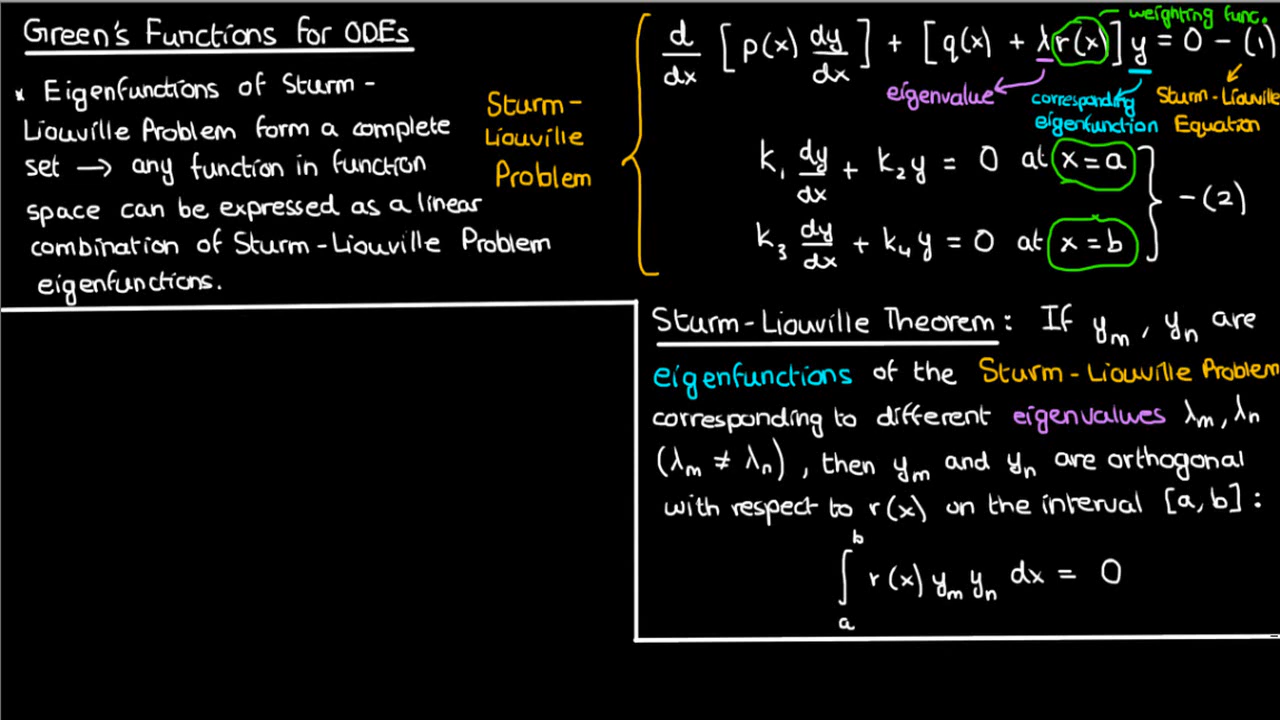 Green's Functions for ODEs
* Eigenfunctions of Sturm-
Liouville Problem form a complete
set → any function in function
space can be expressed as a linear
combination of Sturm-Liouville Problem
eigenfunctions.
Sturm-
Liouville
Problem
weighting func.
d/dx [p(x) dy/dx] + [q(x) + λr(x)] y = 0 - (1)
eigenvalue
corresponding
eigenfunction
Sturm-Liouville
Equation
k₁ dy/dx + k₂y = 0 at x = a
k₃ dy/dx + k₄y = 0 at x = b
- (2)
Sturm-Liouville Theorem: If yₘ, yₙ are
eigenfunctions of the Sturm-Liouville Problem
corresponding to different eigenvalues λₘ, λₙ
(λₘ ≠ λₙ), then yₘ and yₙ are orthogonal
with respect to r(x) on the interval [a, b]:
∫ₐᵇ r(x) yₘ yₙ dx = 0